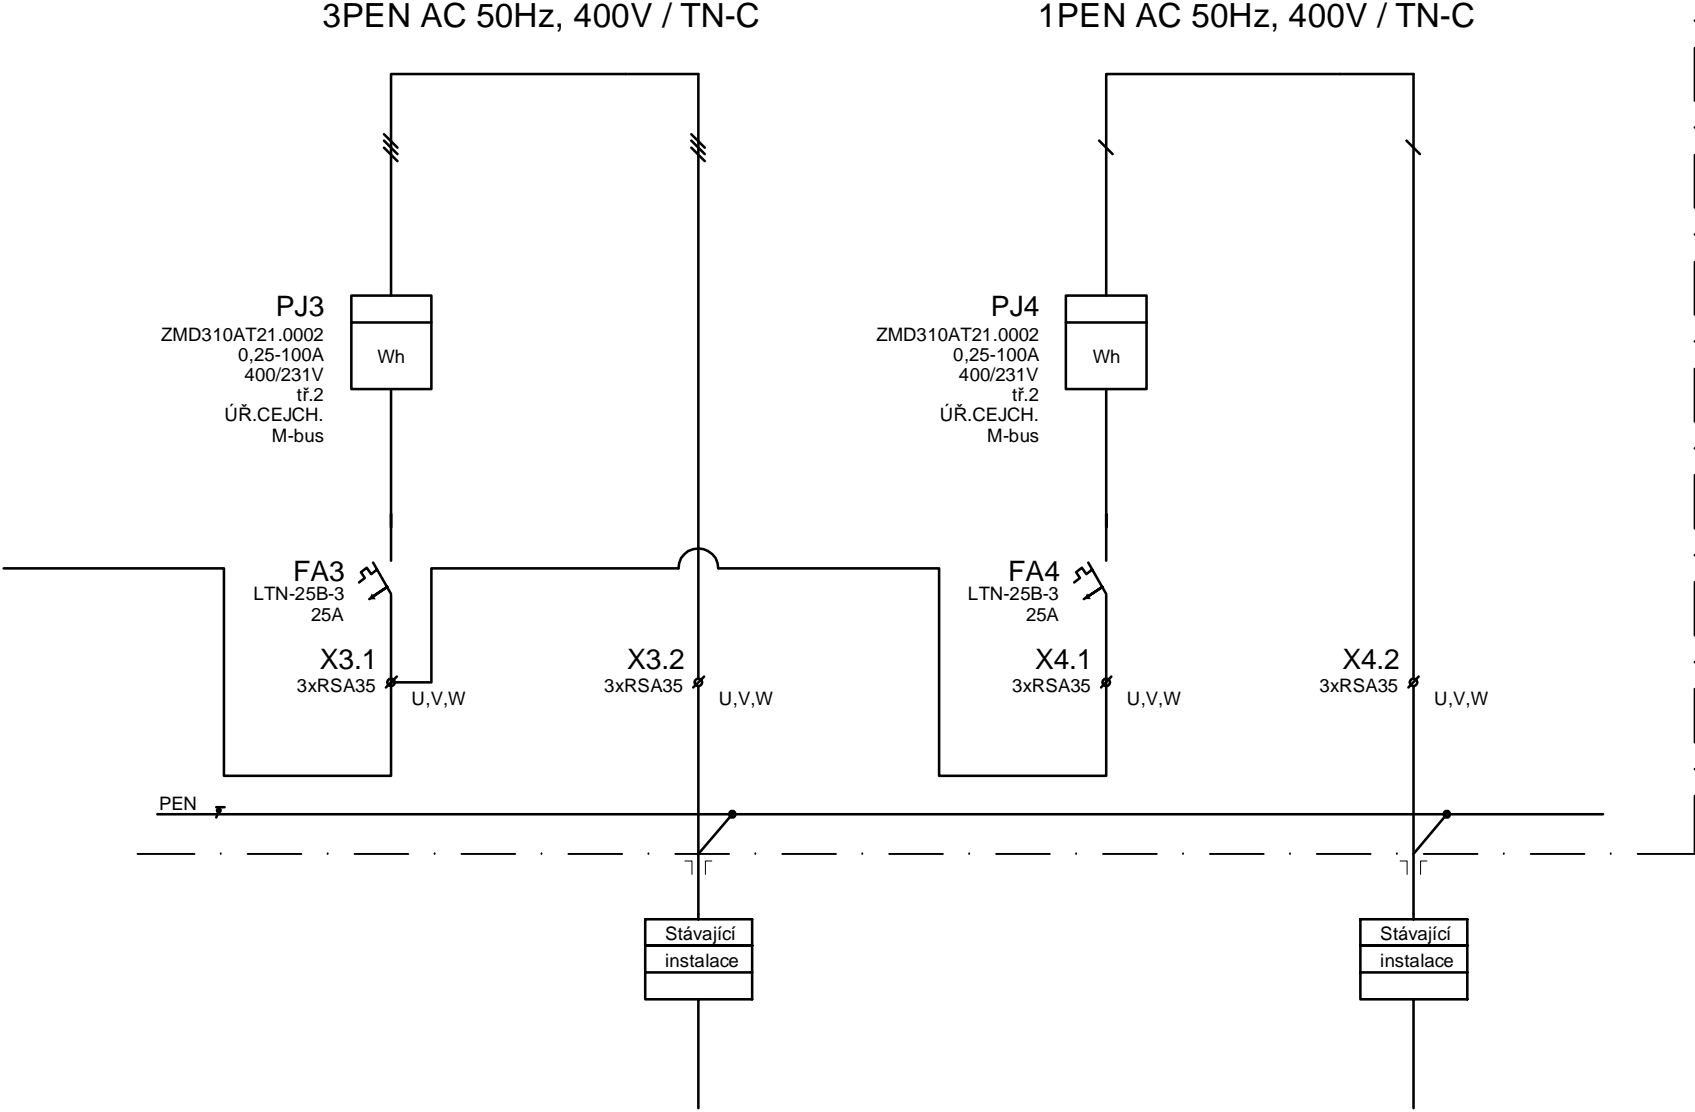 3PEN AC 50Hz, 400V / TN-C
1PEN AC 50Hz, 400V / TN-C
PJ3
ZMD310AT21.0002
0,25-100A
400/231V
tř.2
ÚŘ.CEJCH.
M-bus
Wh
PJ4
ZMD310AT21.0002
0,25-100A
400/231V
tř.2
ÚŘ.CEJCH.
M-bus
Wh
FA3
LTN-25B-3
25A
FA4
LTN-25B-3
25A
X3.1
3xRSA35
U,V,W
X3.2
3xRSA35
U,V,W
X4.1
3xRSA35
U,V,W
X4.2
3xRSA35
U,V,W
PEN
Stávající
instalace
Stávající
instalace